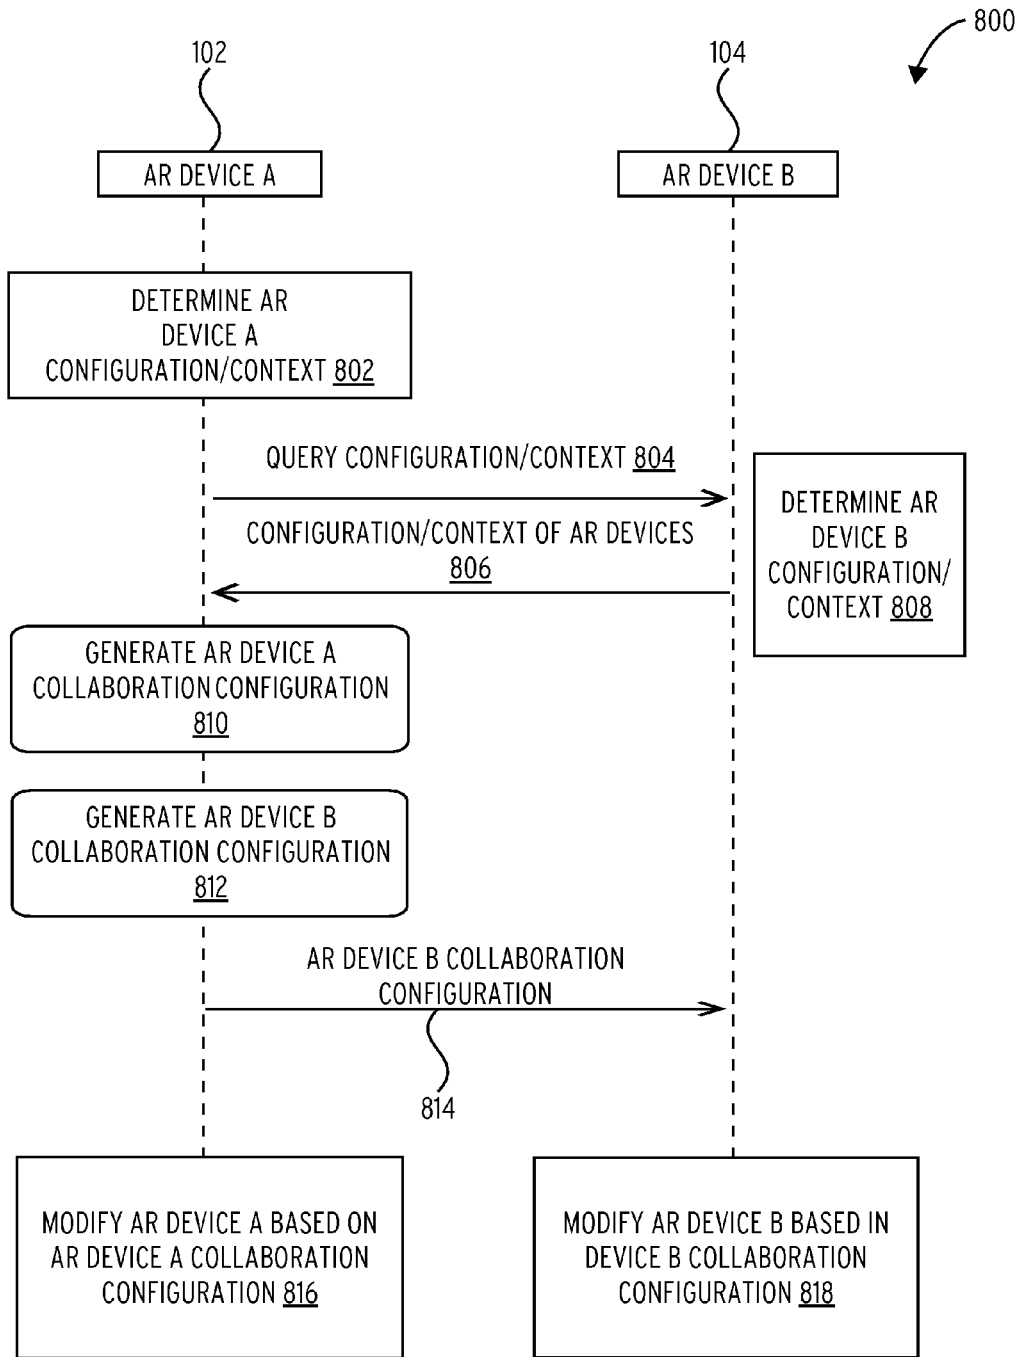 800
102
104
AR DEVICE A
AR DEVICE B
DETERMINE AR
DEVICE A
CONFIGURATION/CONTEXT 802
QUERY CONFIGURATION/CONTEXT 804
CONFIGURATION/CONTEXT OF AR DEVICES
806
DETERMINE AR
DEVICE B
CONFIGURATION/
CONTEXT 808
GENERATE AR DEVICE A
COLLABORATION CONFIGURATION
810
GENERATE AR DEVICE B
COLLABORATION CONFIGURATION
812
AR DEVICE B COLLABORATION
CONFIGURATION
814
MODIFY AR DEVICE A BASED ON
AR DEVICE A COLLABORATION
CONFIGURATION 816
MODIFY AR DEVICE B BASED IN
DEVICE B COLLABORATION
CONFIGURATION 818